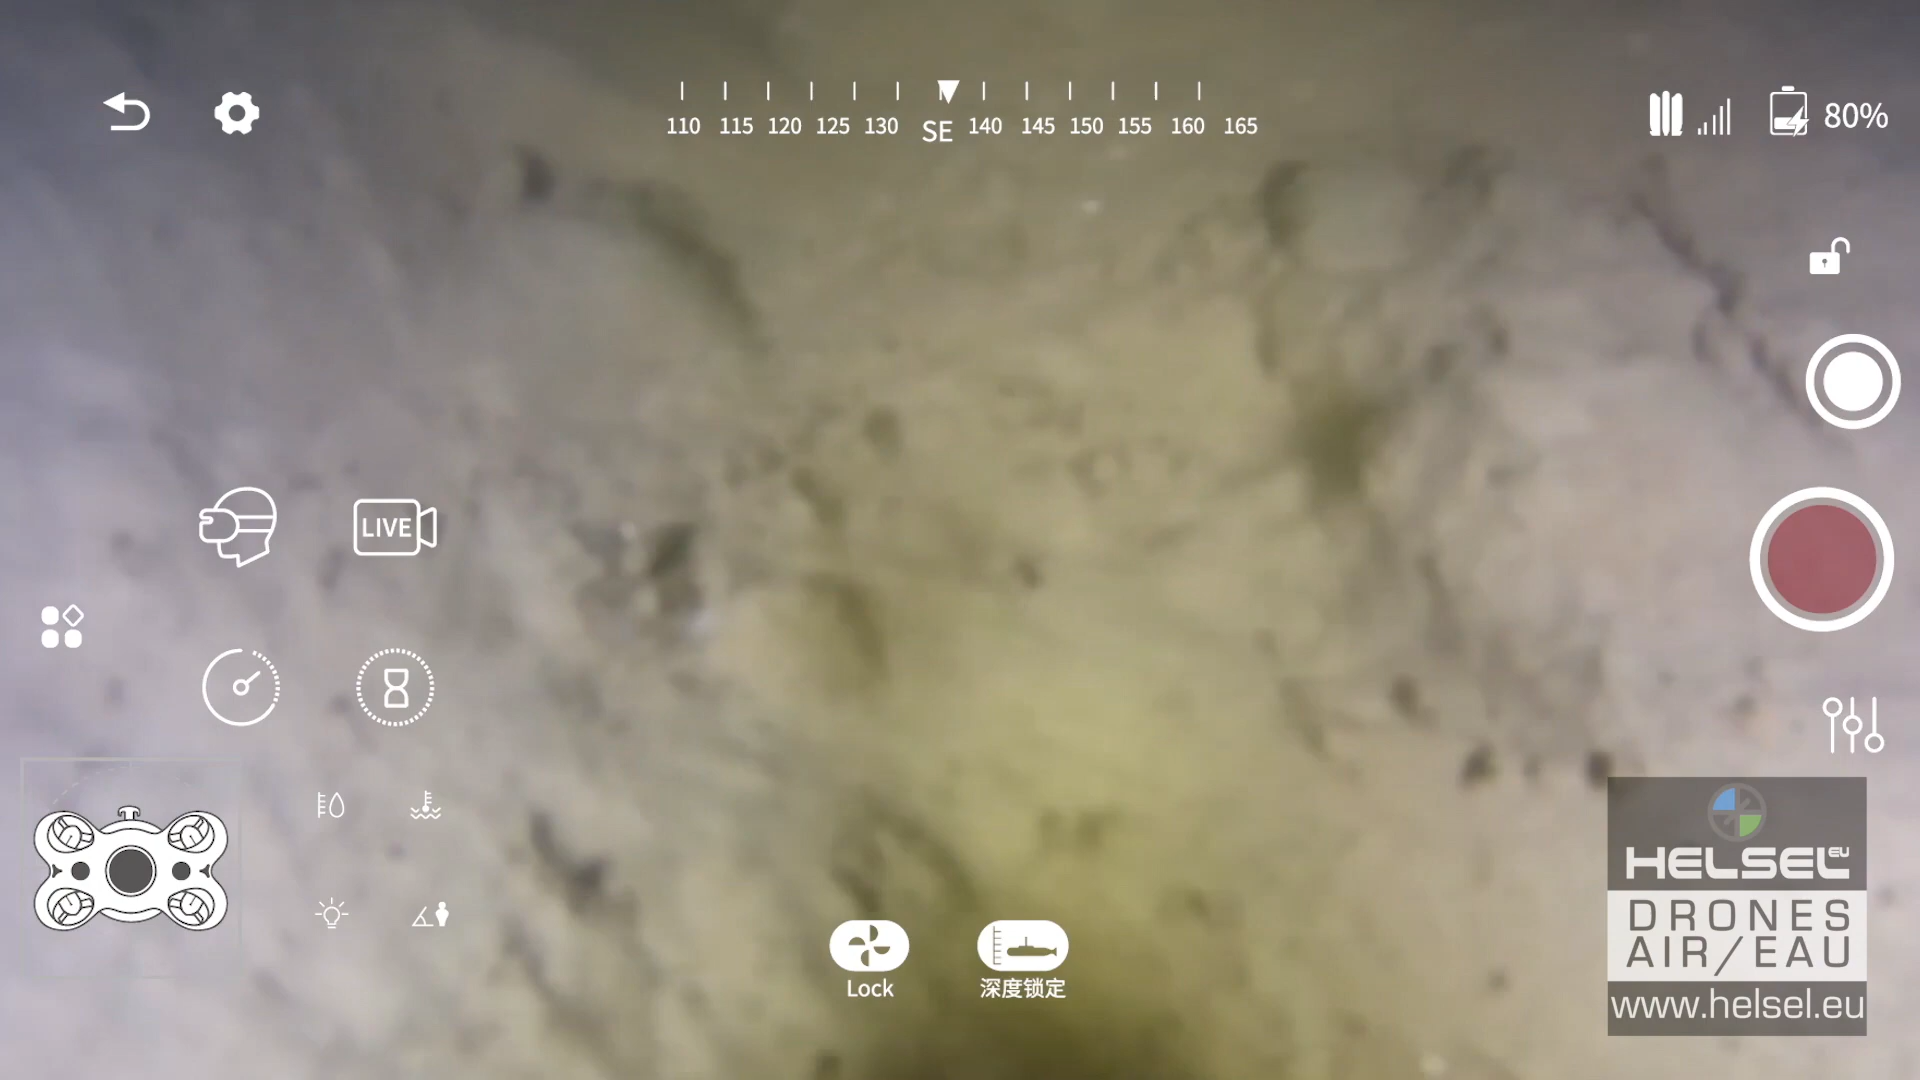 110 115 120 125 130 SE 140 145 150 155 160 165
80%
LIVE
Lock
深度锁定
HELSEL EU
DRONES
AIR/EAU
www.helsel.eu